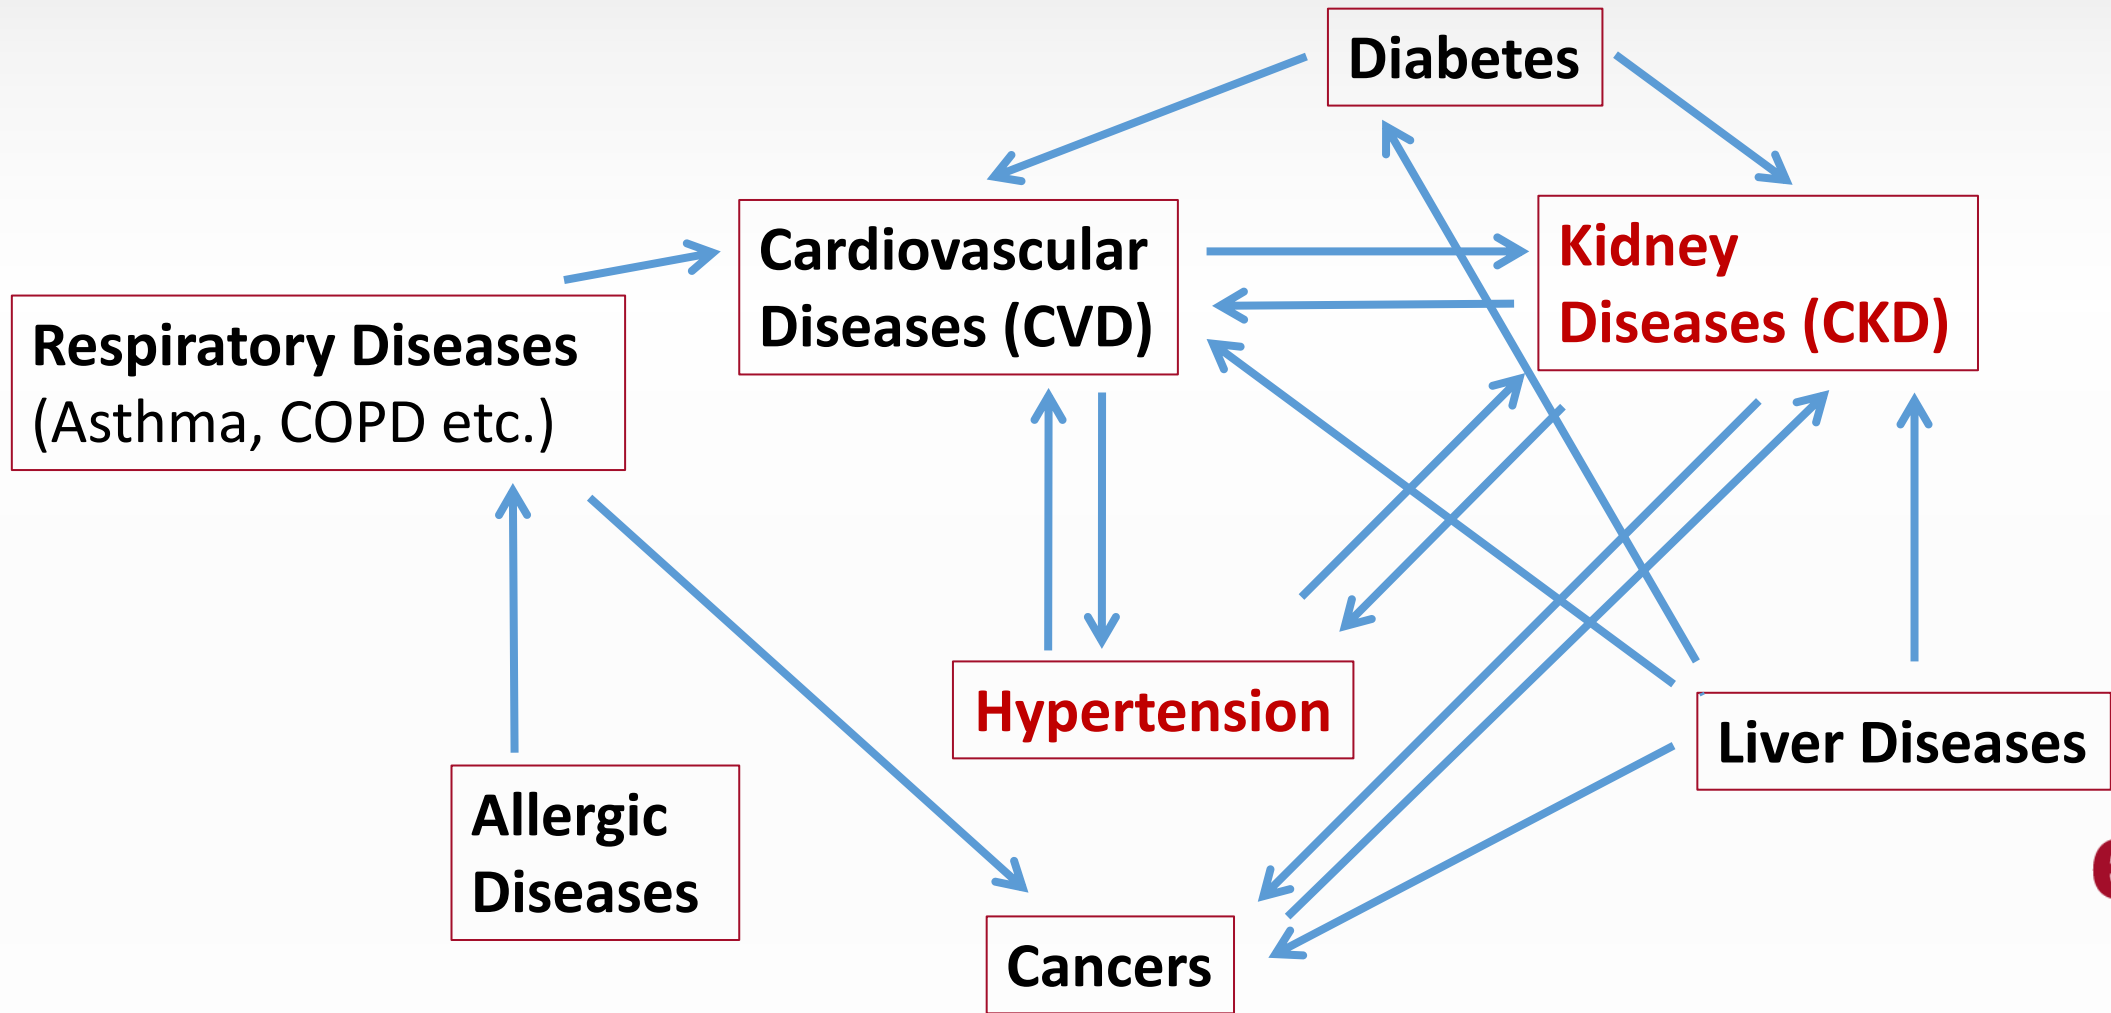 Diabetes
Cardiovascular
Diseases (CVD)
Kidney
Diseases (CKD)
Respiratory Diseases
(Asthma, COPD etc.)
Hypertension
Liver Diseases
Allergic
Diseases
Cancers